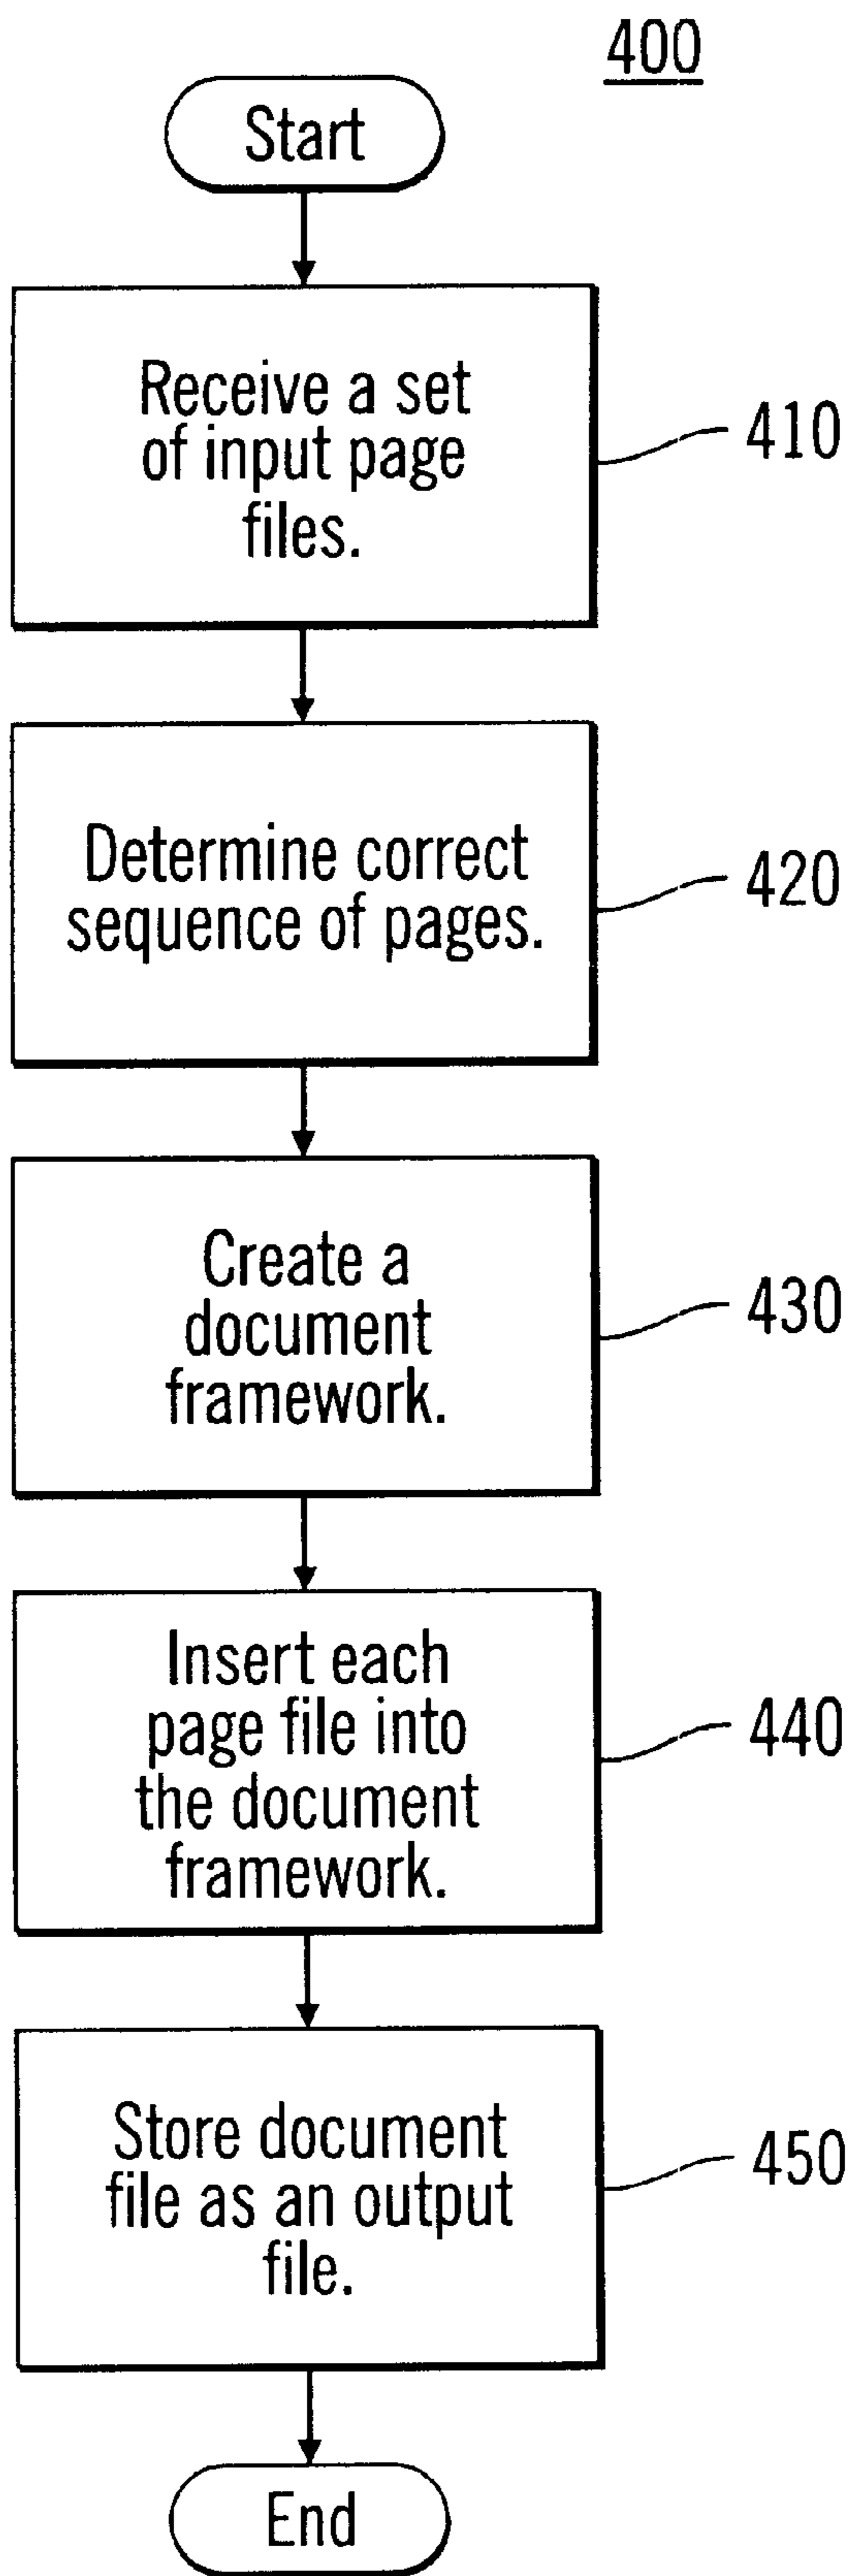 400
Start
Receive a set
of input page
files.
410
Determine correct
sequence of pages.
420
Create a
document
framework.
430
Insert each
page file into
the document
framework.
440
Store document
file as an output
file.
450
End